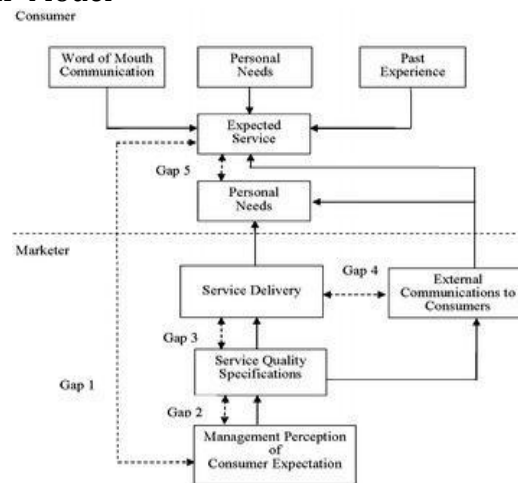 Consumer
Word of Mouth
Communication
Personal
Needs
Past
Experience
Expected
Service
Gap 5
Personal
Needs
Marketer
Gap 4
Service Delivery
External
Communications to
Consumers
Gap 3
Service Quality
Specifications
Gap 1
Gap 2
Management Perception
of
Consumer Expectation